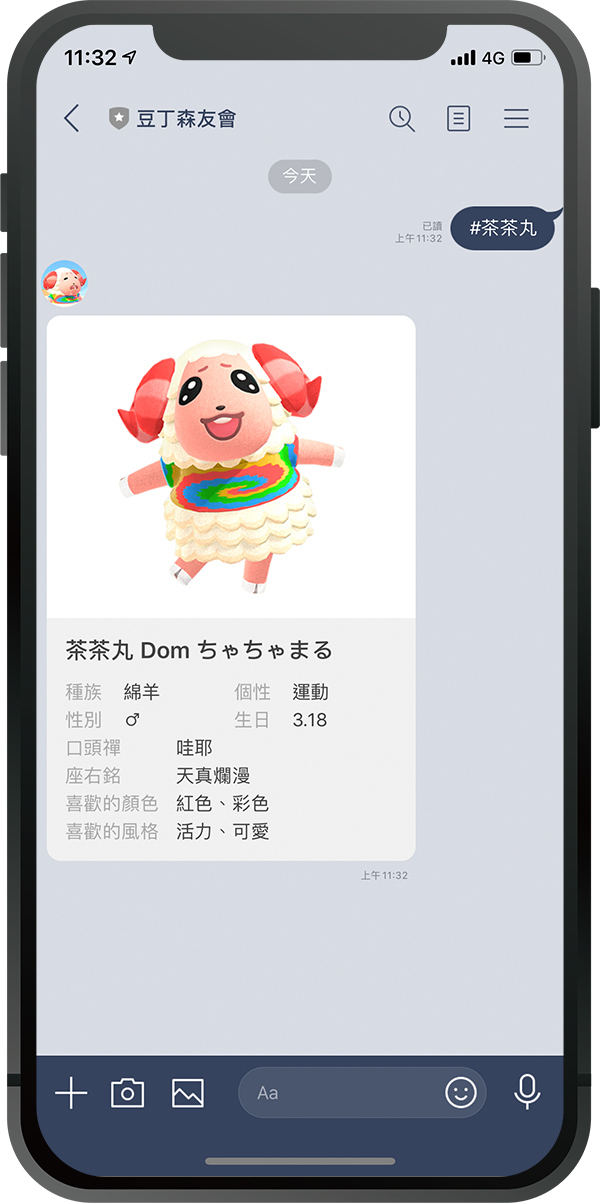 11:32 4G
豆丁森友會
今天
已讀
上午11:32
#茶茶丸
茶茶丸 Dom ちゃちゃまる
種族 綿羊 個性 運動
性別 ♂ 生日 3.18
口頭禪 哇耶
座右銘 天真爛漫
喜歡的顏色 紅色、彩色
喜歡的風格 活力、可愛
上午11:32
Aa